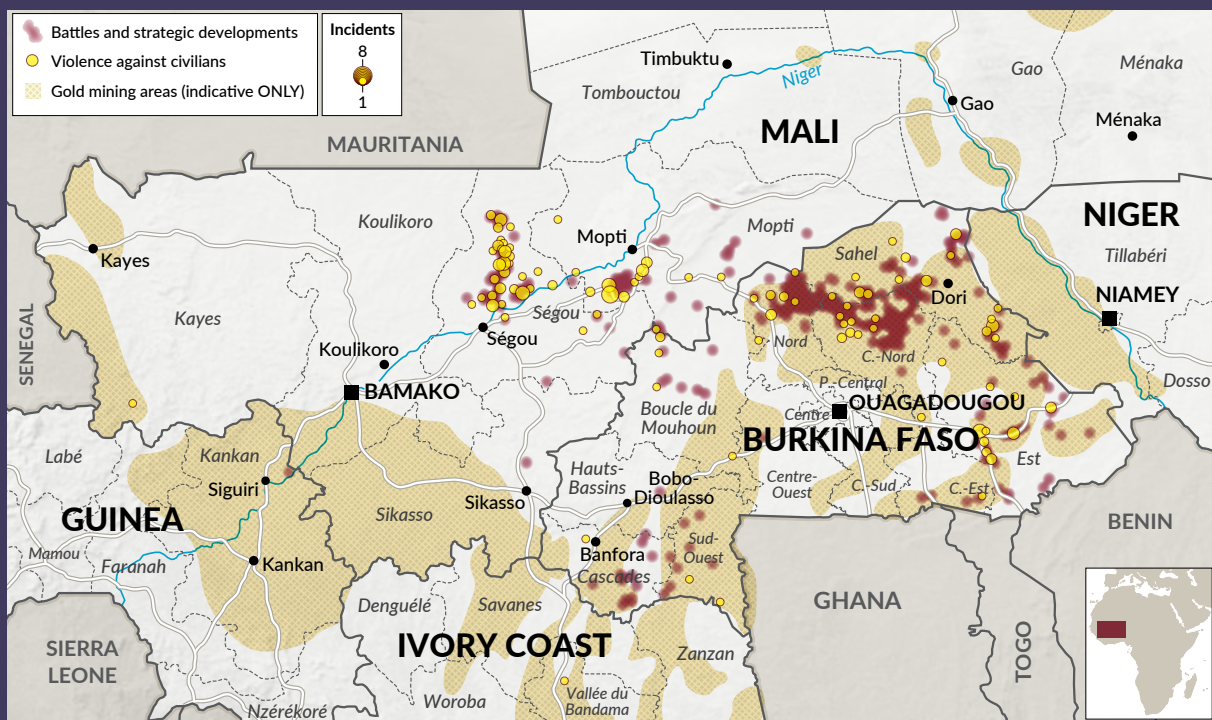 Battles and strategic developments
Violence against civilians
Gold mining areas (indicative ONLY)
Incidents
8
1
MAURITANIA
Timbuktu
Tombouctou
Niger
Gao
Ménaka
Gao
Ménaka
MALI
SENEGAL
Kayes
Kayes
Koulikoro
Mopti
Mopti
Sahel
NIGER
Tillabéri
NIAMEY
Dori
Ségou
Ségou
Koulikoro
Nord
C.-Nord
Dosso
BAMAKO
P.-Central
OUAGADOUGOU
Centre
Boucle du
Mouhoun
BURKINA FASO
Labé
Kankan
Siguiri
Hauts-
Bassins
Bobo-
Dioulasso
Centre-
Ouest
C.-Sud
C.-Est
Est
GUINEA
Sikasso
Sikasso
BENIN
Mamou
Faranah
Kankan
Banfora
Cascades
Sud-
Ouest
Denguélé
Savanes
GHANA
TOGO
SIERRA
LEONE
IVORY COAST
Zanzan
Woroba
Vallée du
Bandama
Nzérékoré